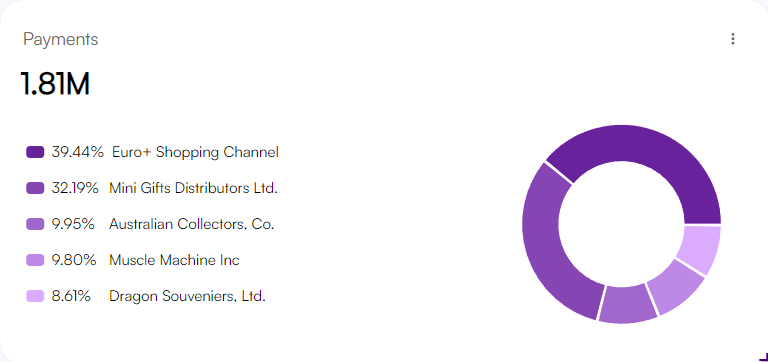 Payments
1.81M
39.44% Euro+ Shopping Channel
32.19% Mini Gifts Distributors Ltd.
9.95% Australian Collectors, Co.
9.80% Muscle Machine Inc
8.61% Dragon Souveniers, Ltd.